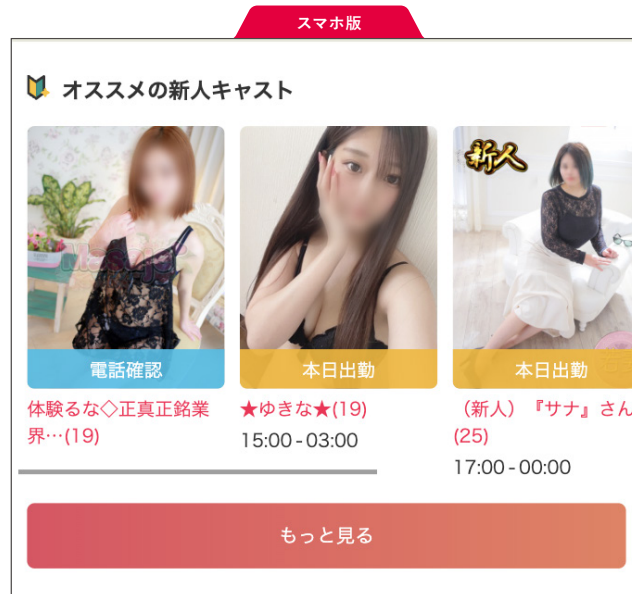 スマホ版
オススメの新人キャスト
新人
電話確認
本日出勤
本日出勤
体験るな◇正真正銘業
界…(19)
★ゆきな★(19)
15:00 - 03:00
（新人）『サナ』さん
(25)
17:00 - 00:00
もっと見る